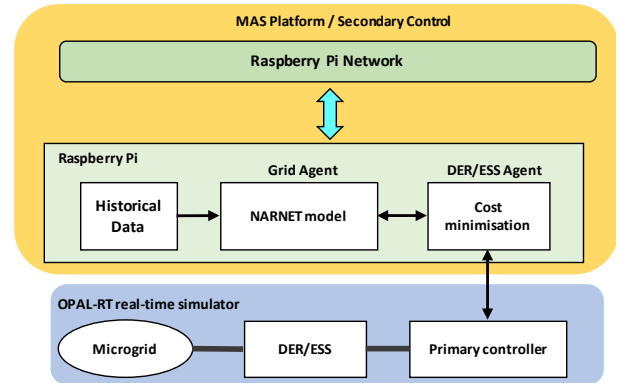 MAS Platform / Secondary Control
Raspberry Pi Network
Raspberry Pi
Grid Agent
DER/ESS Agent
Historical
Data
NARNET model
Cost
minimisation
OPAL-RT real-time simulator
Microgrid
DER/ESS
Primary controller